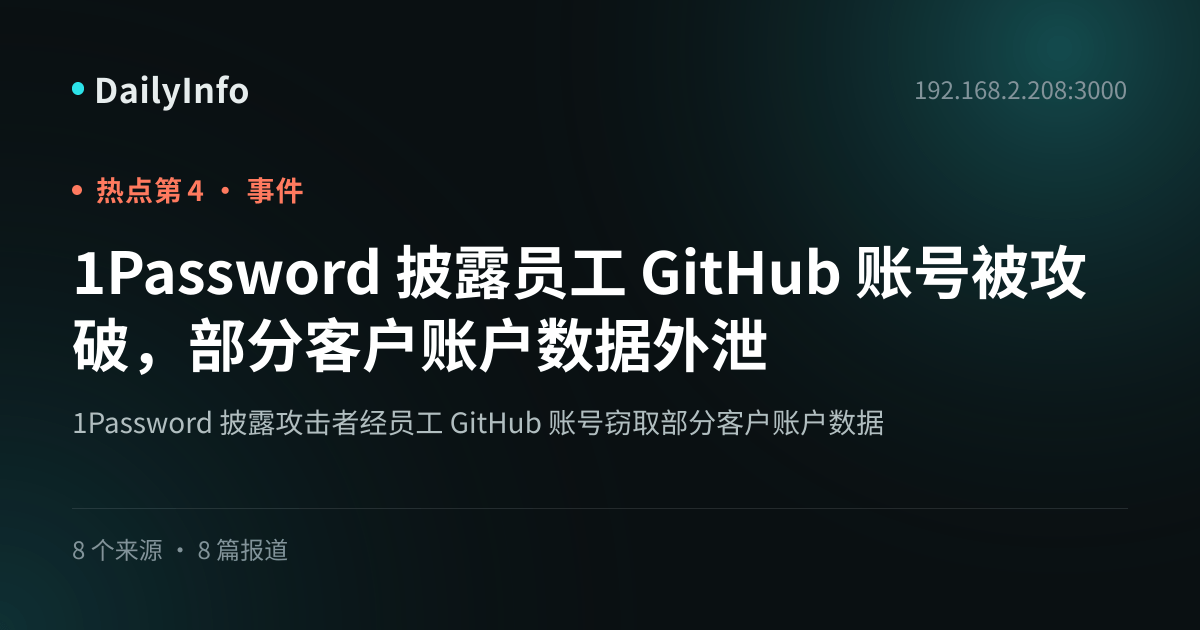 DailyInfo
192.168.2.208:3000
热点第 4 · 事件
1Password 披露员工 GitHub 账号被攻
破，部分客户账户数据外泄
1Password 披露攻击者经员工 GitHub 账号窃取部分客户账户数据
8 个来源 · 8 篇报道